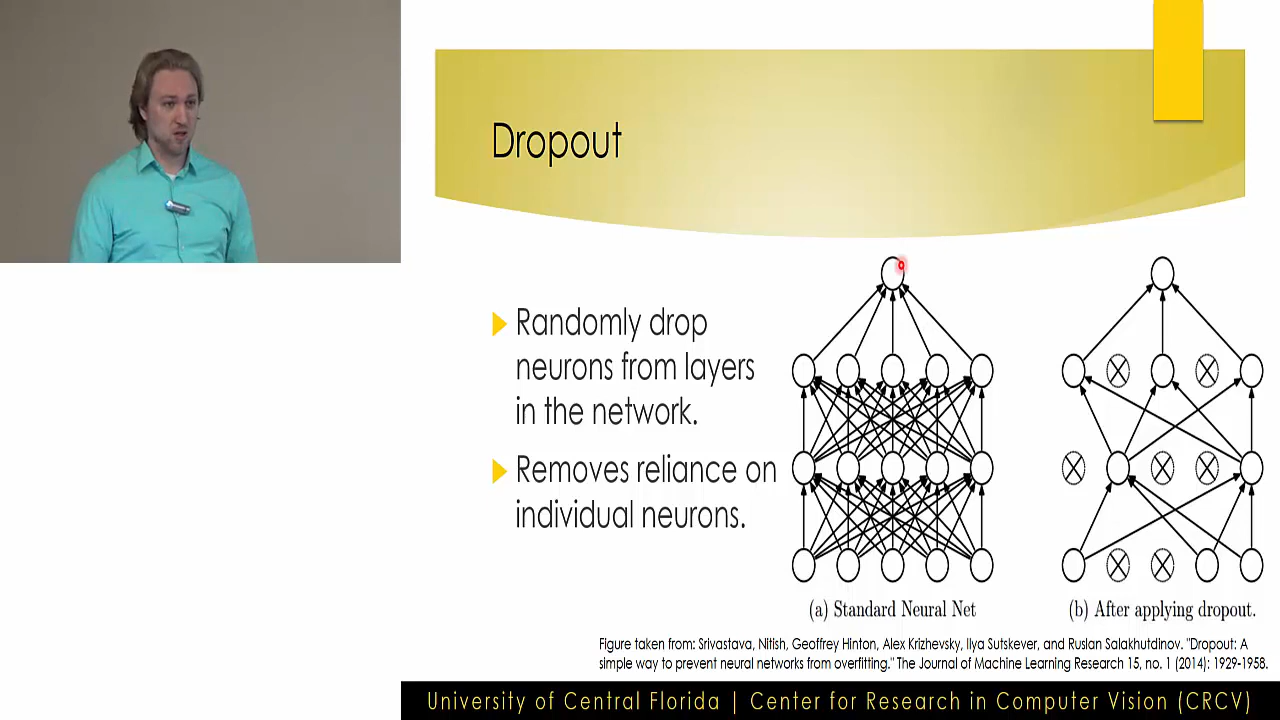 Dropout
Randomly drop
neurons from layers
in the network.
Removes reliance on
individual neurons.
(a) Standard Neural Net
(b) After applying dropout.
Figure taken from: Srivastava, Nitish, Geoffrey Hinton, Alex Krizhevsky, Ilya Sutskever, and Ruslan Salakhutdinov. "Dropout: A
simple way to prevent neural networks from overfitting." The Journal of Machine Learning Research 15, no. 1 (2014): 1929-1958.
University of Central Florida | Center for Research in Computer Vision (CRCV)